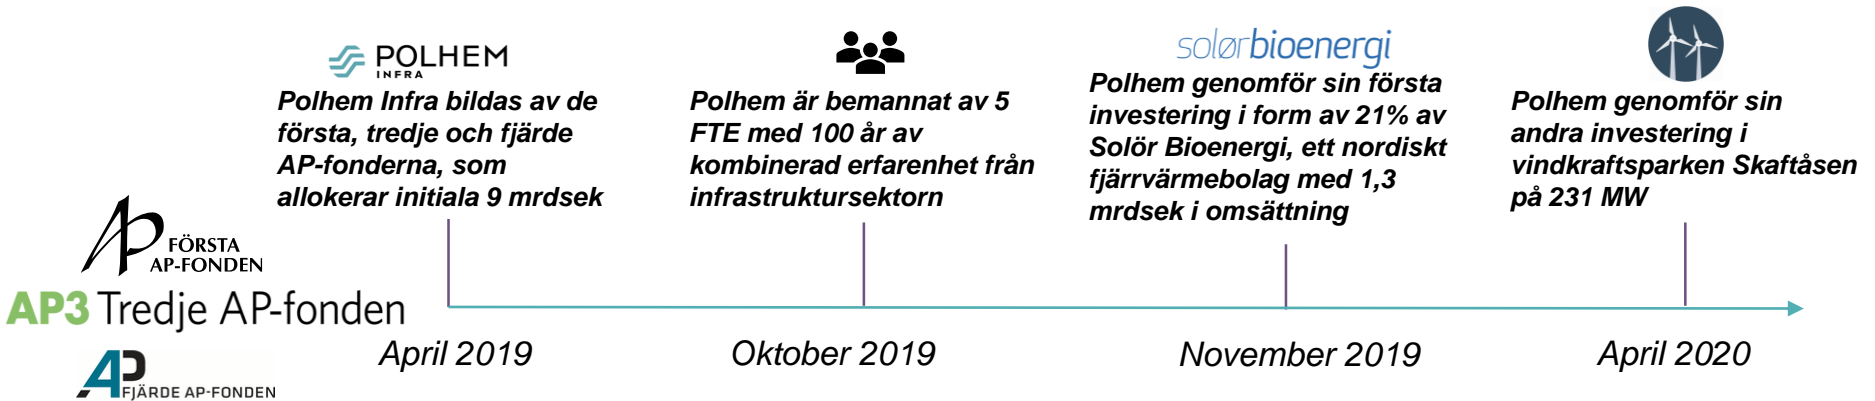 POLHEM
INFRA
Polhem Infra bildas av de
första, tredje och fjärde
AP-fonderna, som
allokerar initiala 9 mrdsek
Polhem är bemannat av 5
FTE med 100 år av
kombinerad erfarenhet från
infrastruktursektorn
solørbioenergi
Polhem genomför sin första
investering i form av 21% av
Solör Bioenergi, ett nordiskt
fjärrvärmebolag med 1,3
mrdsek i omsättning
Polhem genomför sin
andra investering i
vindkraftsparken Skaftåsen
på 231 MW
AP
FÖRSTA
AP-FONDEN
AP3 Tredje AP-fonden
AP
FJÄRDE AP-FONDEN
April 2019
Oktober 2019
November 2019
April 2020